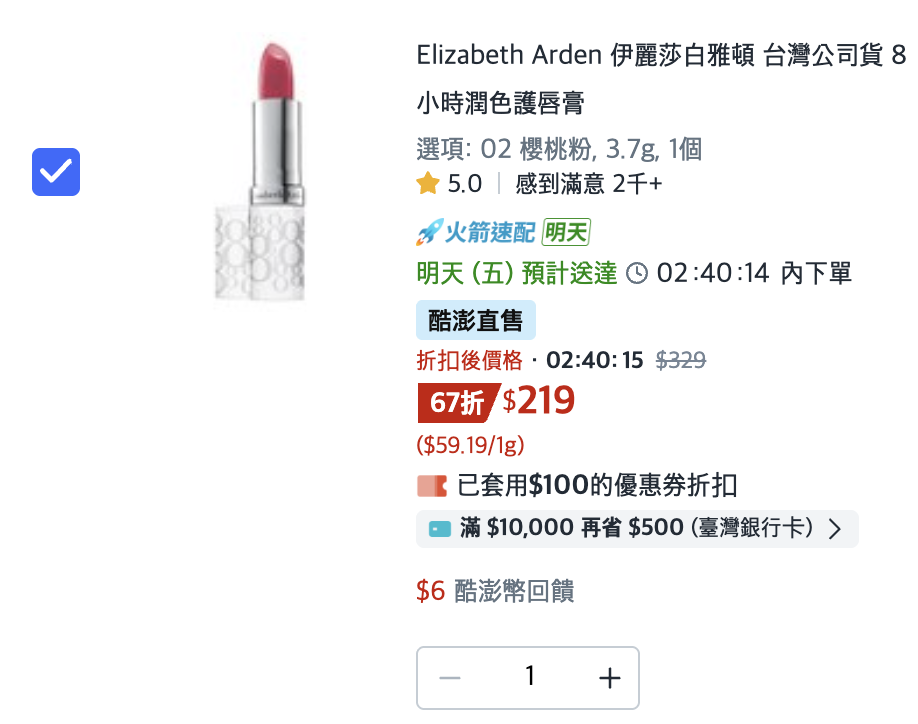 Elizabeth Arden 伊麗莎白雅頓 台灣公司貨 8
小時潤色護唇膏
選項: 02 櫻桃粉, 3.7g, 1個
5.0 | 感到滿意 2千+
火箭速配 明天
明天 (五) 預計送達 02:40:14 內下單
酷澎直售
折扣後價格 · 02:40:15 $329
67折 $219
($59.19/1g)
已套用$100的優惠券折扣
滿 $10,000 再省 $500 (臺灣銀行卡)
$6 酷澎幣回饋
1